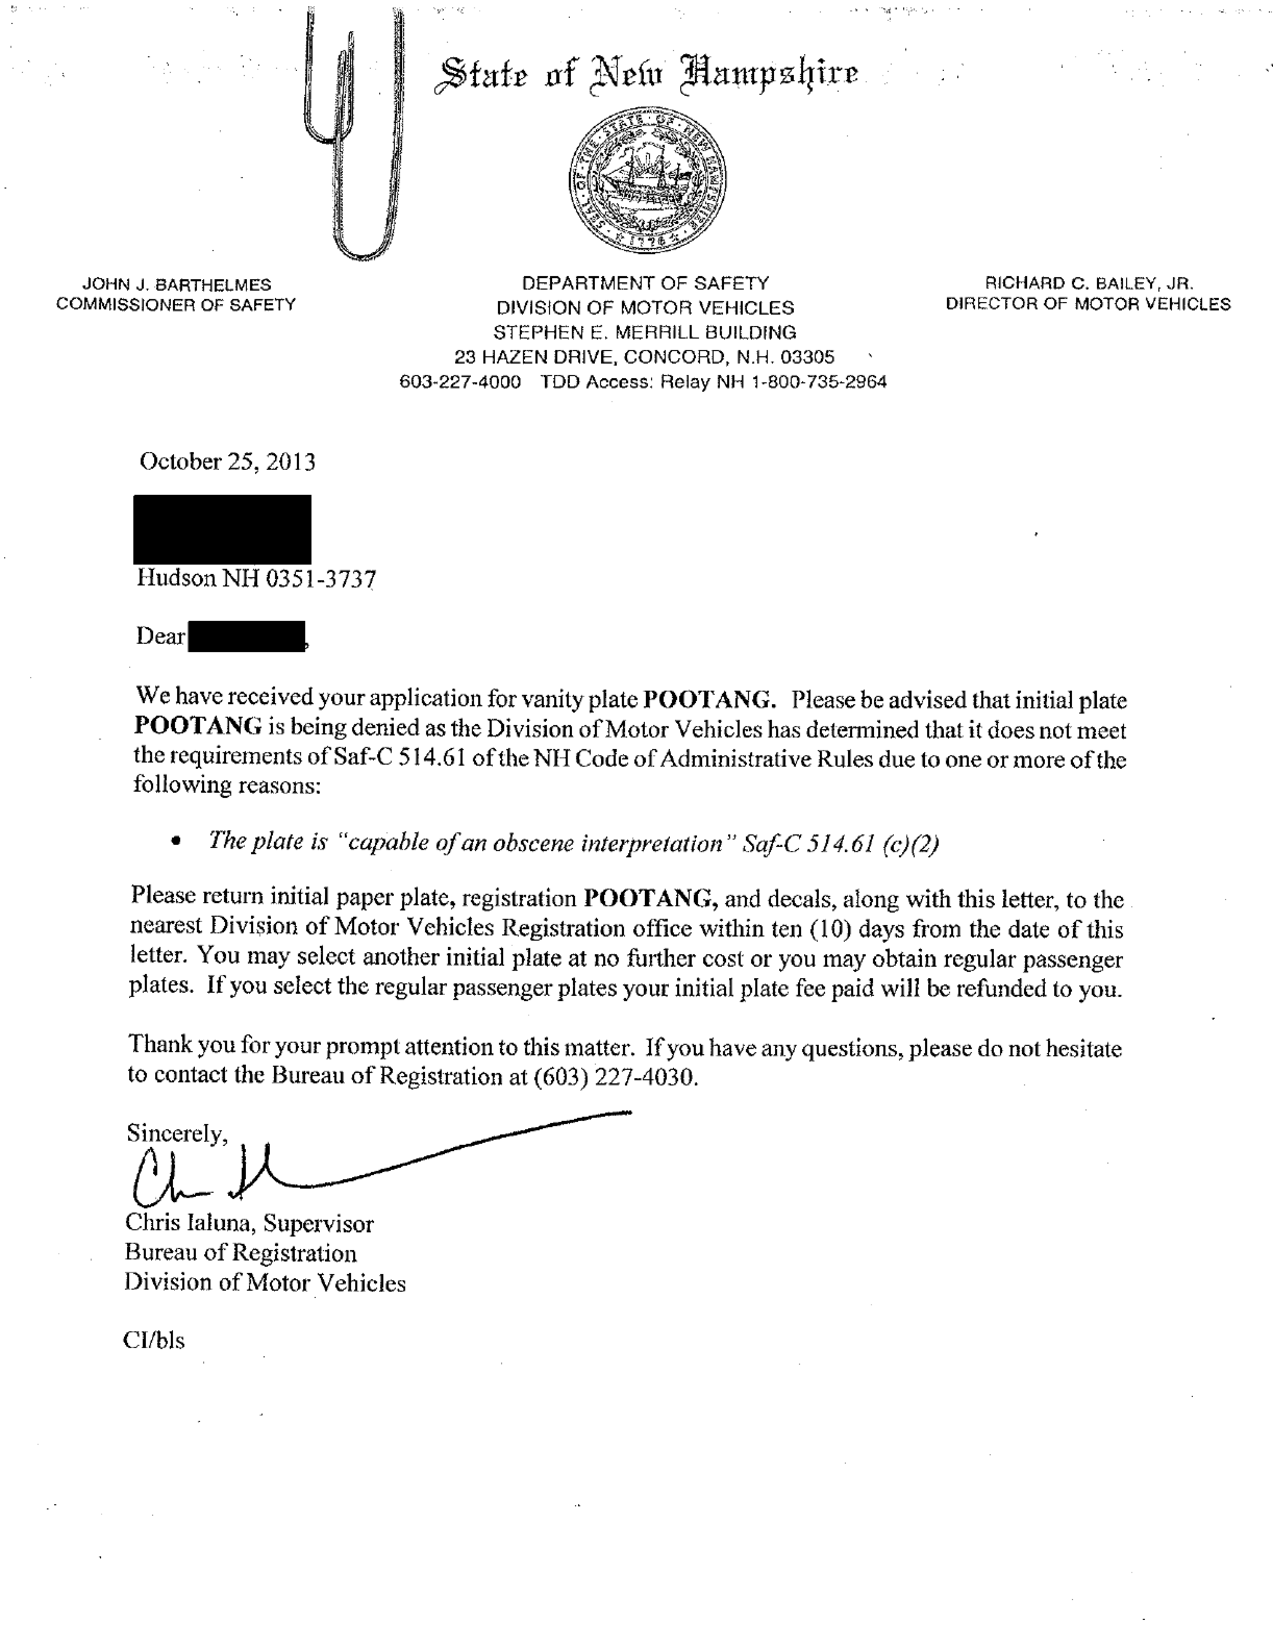 State of New Hampshire
SEAL · OF · THE · STATE · OF · NEW HAMPSHIRE · 1776
JOHN J. BARTHELMES
COMMISSIONER OF SAFETY
DEPARTMENT OF SAFETY
DIVISION OF MOTOR VEHICLES
STEPHEN E. MERRILL BUILDING
23 HAZEN DRIVE, CONCORD, N.H. 03305
603-227-4000 TDD Access: Relay NH 1-800-735-2964
RICHARD C. BAILEY, JR.
DIRECTOR OF MOTOR VEHICLES
October 25, 2013
Hudson NH 0351-3737
Dear ,
We have received your application for vanity plate POOTANG. Please be advised that initial plate
POOTANG is being denied as the Division of Motor Vehicles has determined that it does not meet
the requirements of Saf-C 514.61 of the NH Code of Administrative Rules due to one or more of the
following reasons:
• The plate is “capable of an obscene interpretation” Saf-C 514.61 (c)(2)
Please return initial paper plate, registration POOTANG, and decals, along with this letter, to the
nearest Division of Motor Vehicles Registration office within ten (10) days from the date of this
letter. You may select another initial plate at no further cost or you may obtain regular passenger
plates. If you select the regular passenger plates your initial plate fee paid will be refunded to you.
Thank you for your prompt attention to this matter. If you have any questions, please do not hesitate
to contact the Bureau of Registration at (603) 227-4030.
Sincerely,
Chris Ialuna, Supervisor
Bureau of Registration
Division of Motor Vehicles
CI/bls